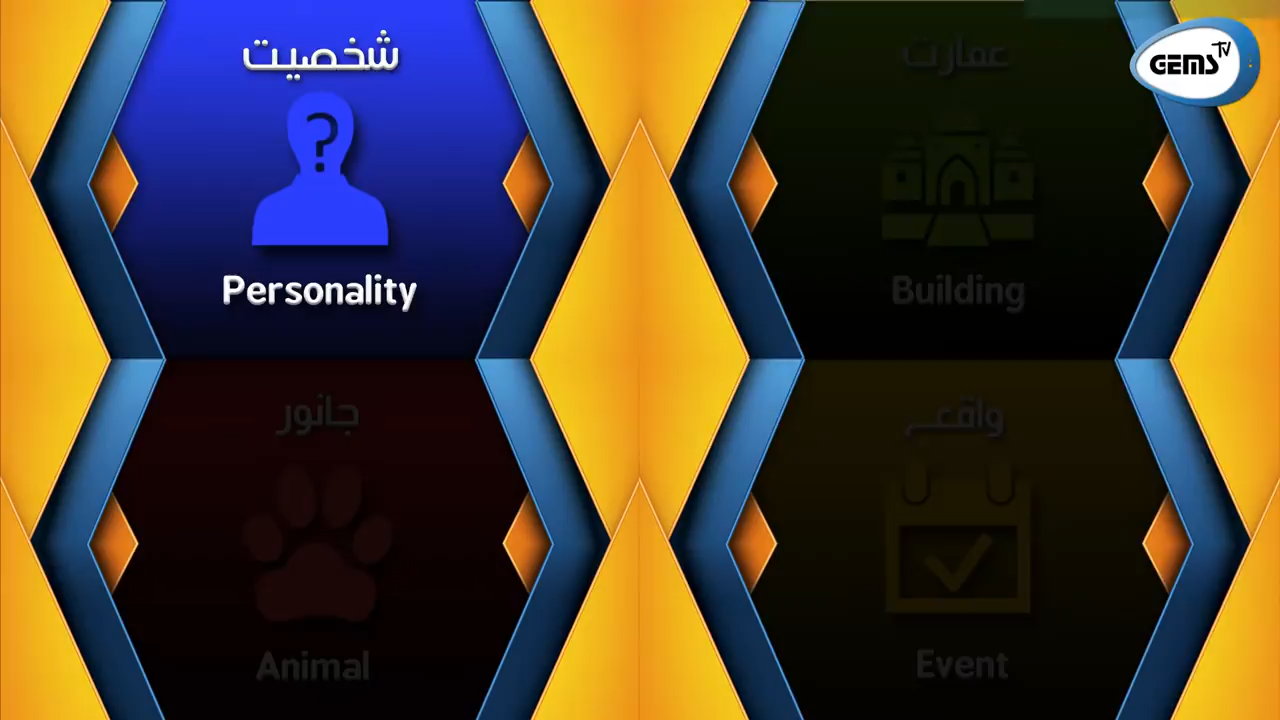 شخصیت
?
Personality
عمارت
Building
GEMS TV
جانور
Animal
واقعہ
Event